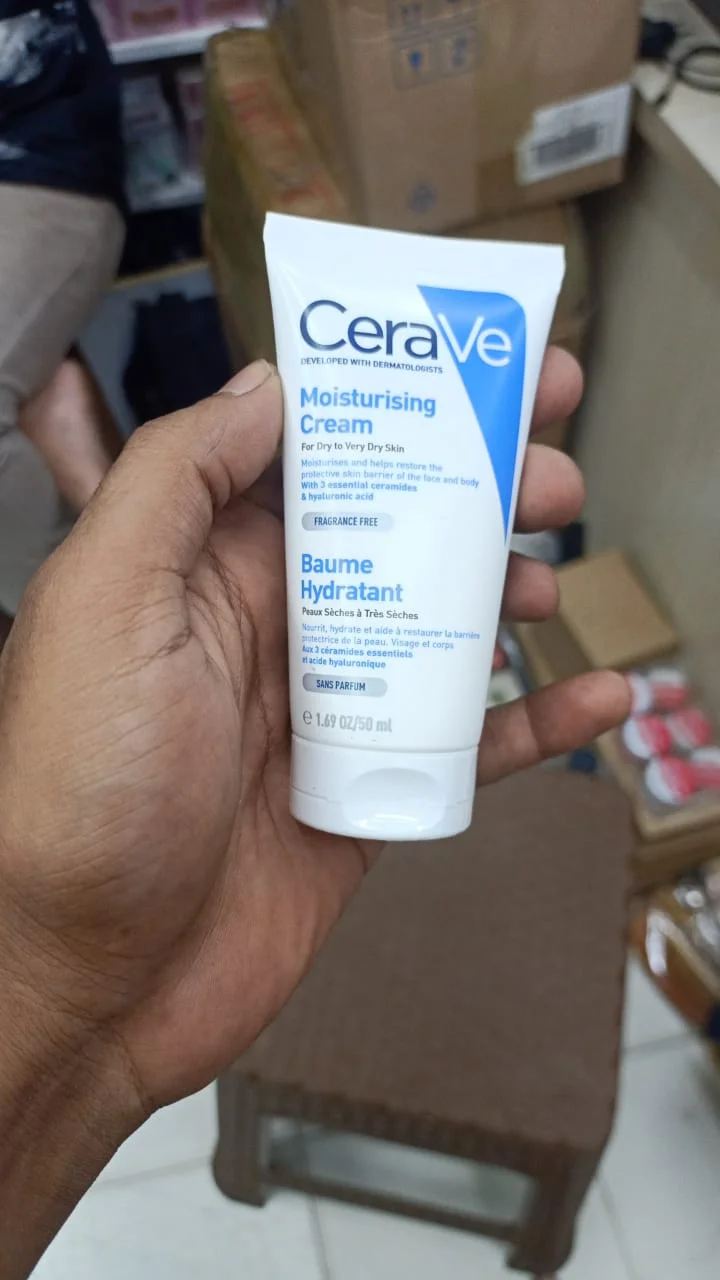 CeraVe
DEVELOPED WITH DERMATOLOGISTS
Moisturising
Cream
For Dry to Very Dry Skin
Moisturises and helps restore the
protective skin barrier of the face and body
With 3 essential ceramides
& hyaluronic acid
FRAGRANCE FREE
Baume
Hydratant
Peaux Sèches à Très Sèches
Nourrit, hydrate et aide à restaurer la barrière
protectrice de la peau. Visage et corps
Aux 3 céramides essentiels
et acide hyaluronique
SANS PARFUM
℮ 1.69 OZ/50 ml